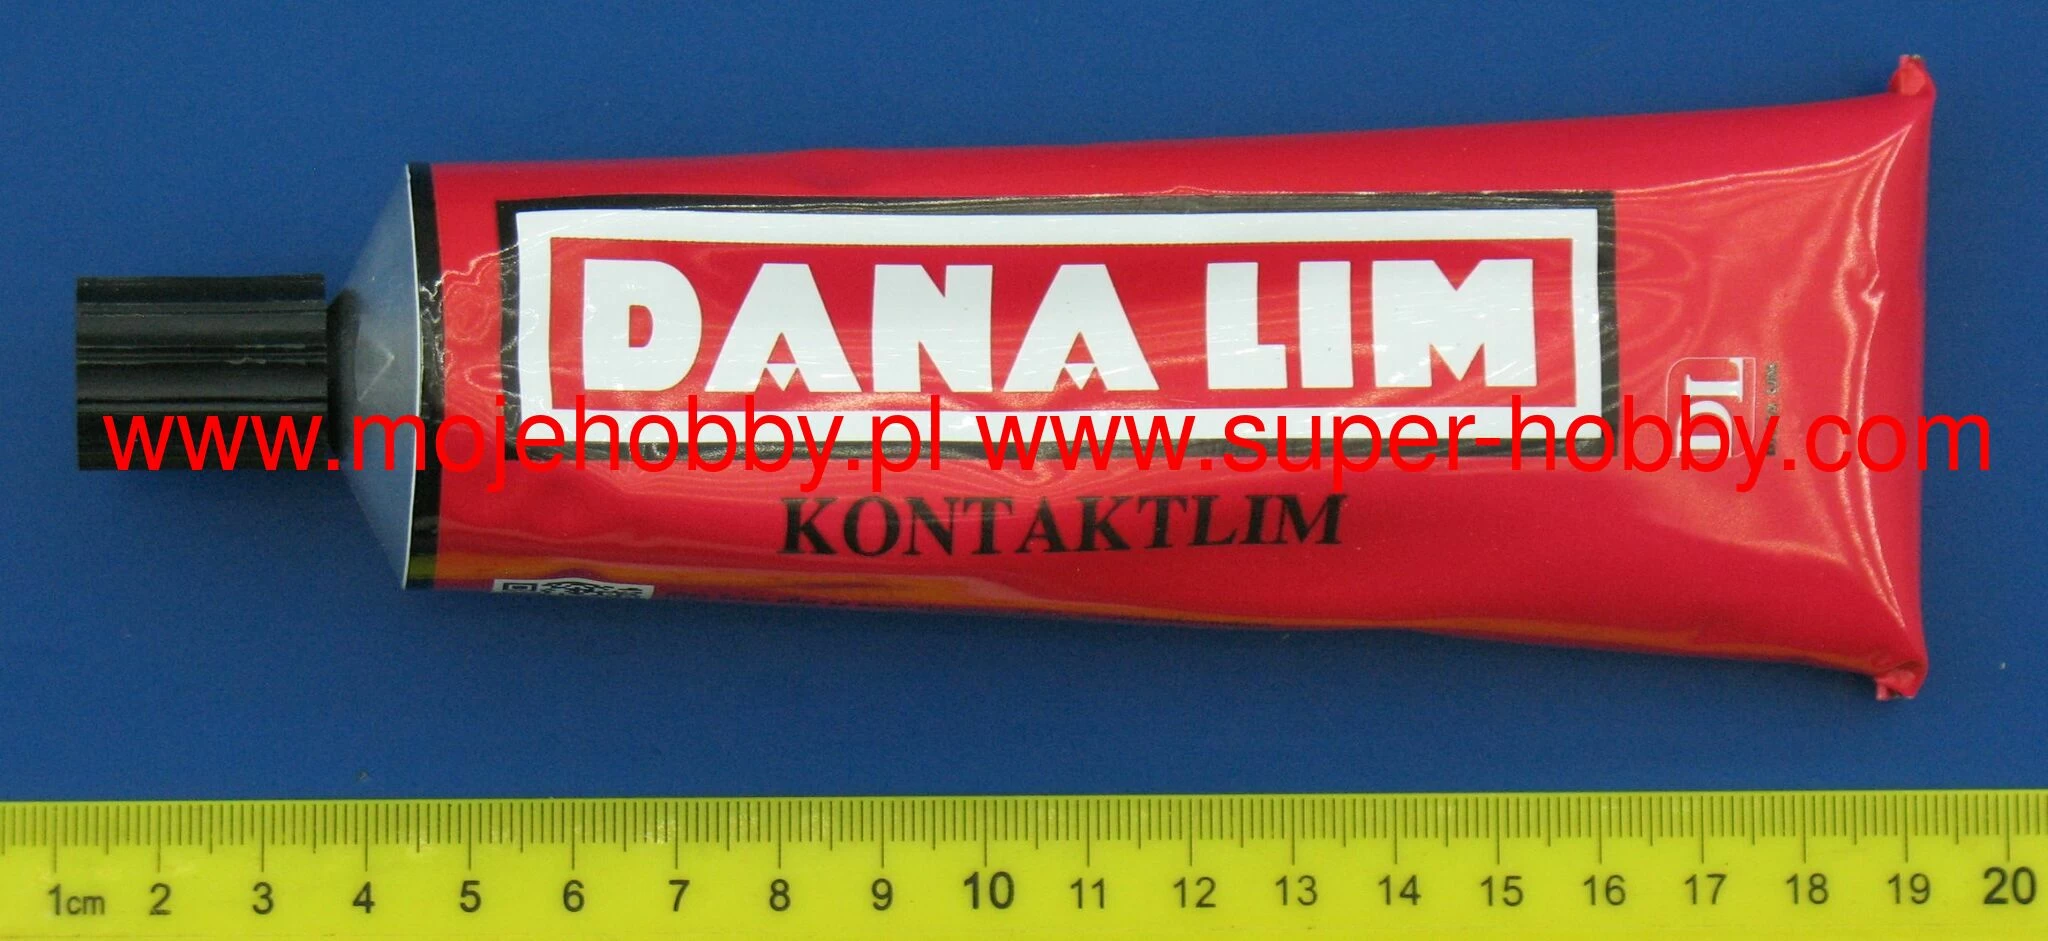 DANA LIM
www.mojehobby.pl www.super-hobby.com
KONTAKTLIM
1cm 2 3 4 5 6 7 8 9 10 11 12 13 14 15 16 17 18 19 20